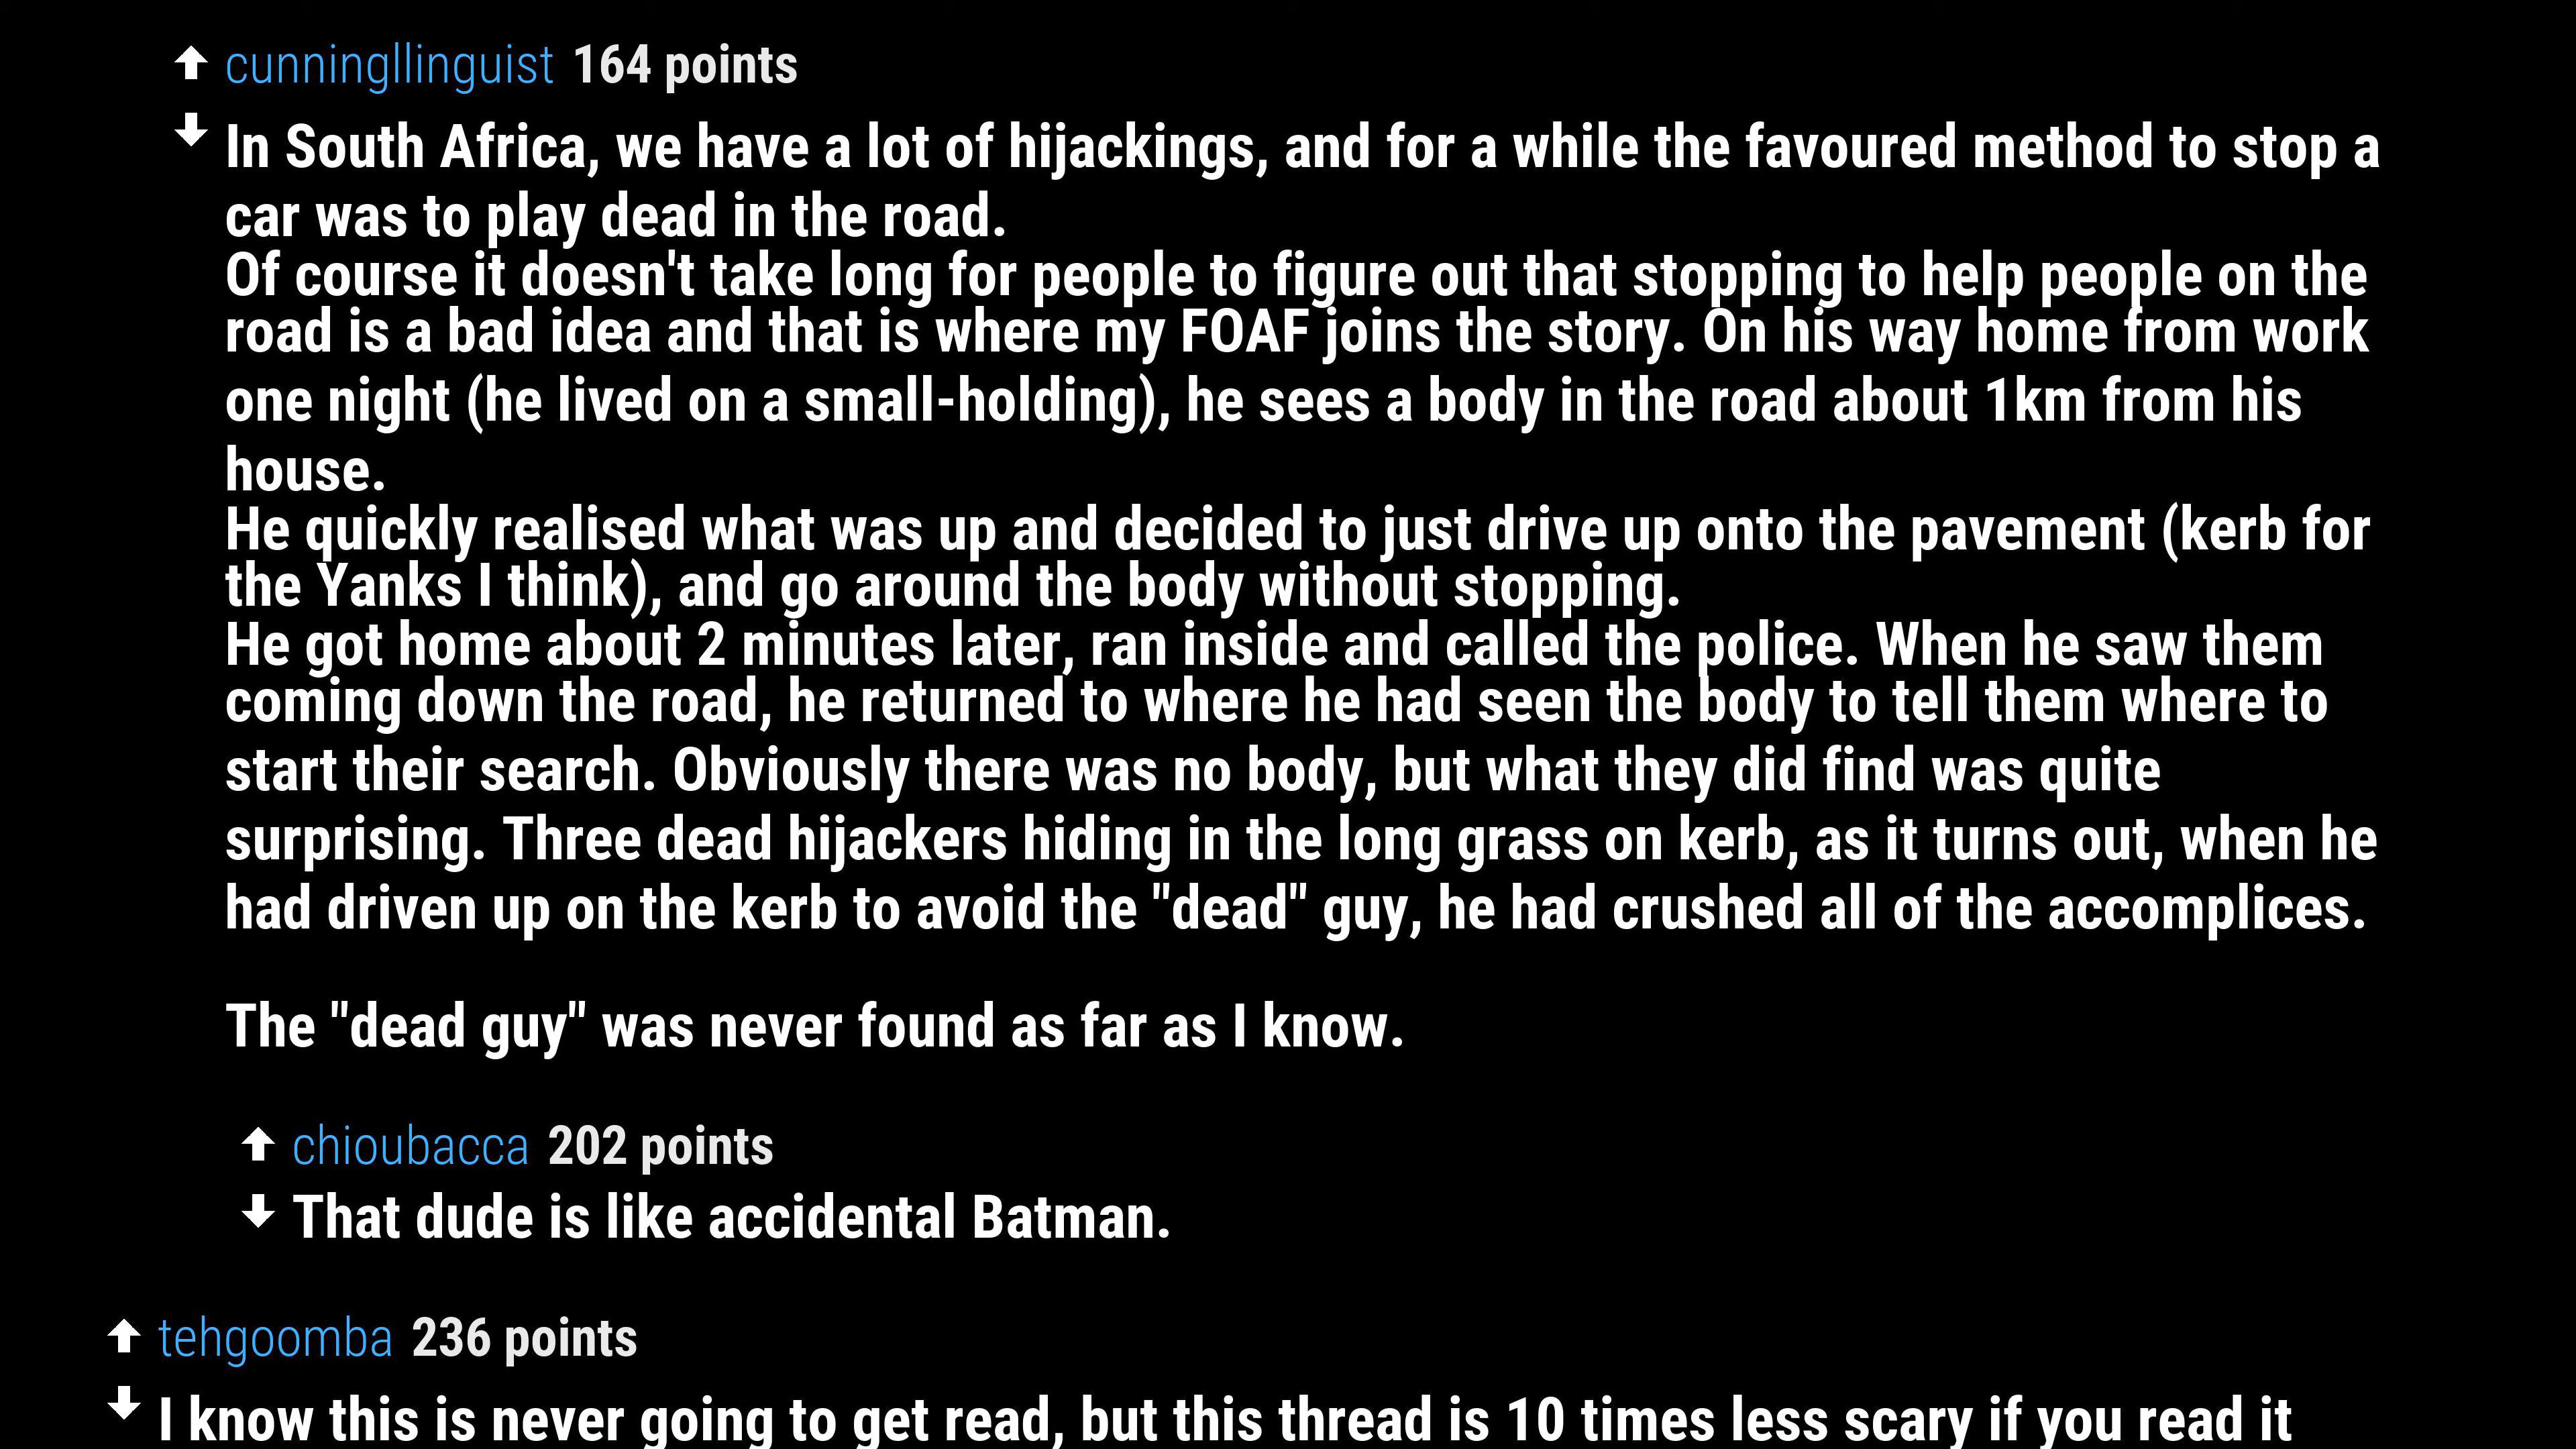 cunningllinguist 164 points
In South Africa, we have a lot of hijackings, and for a while the favoured method to stop a
car was to play dead in the road.
Of course it doesn't take long for people to figure out that stopping to help people on the
road is a bad idea and that is where my FOAF joins the story. On his way home from work
one night (he lived on a small-holding), he sees a body in the road about 1km from his
house.
He quickly realised what was up and decided to just drive up onto the pavement (kerb for
the Yanks I think), and go around the body without stopping.
He got home about 2 minutes later, ran inside and called the police. When he saw them
coming down the road, he returned to where he had seen the body to tell them where to
start their search. Obviously there was no body, but what they did find was quite
surprising. Three dead hijackers hiding in the long grass on kerb, as it turns out, when he
had driven up on the kerb to avoid the "dead" guy, he had crushed all of the accomplices.
The "dead guy" was never found as far as I know.
chioubacca 202 points
That dude is like accidental Batman.
tehgoomba 236 points
I know this is never going to get read, but this thread is 10 times less scary if you read it